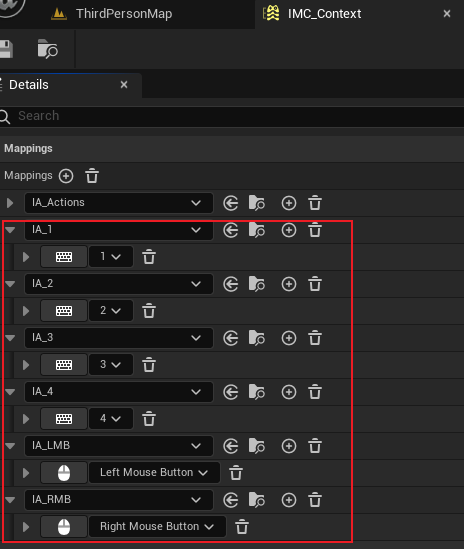 ThirdPersonMap IMC_Context ×
Details ×
Search
Mappings
Mappings
IA_Actions
IA_1
1
IA_2
2
IA_3
3
IA_4
4
IA_LMB
Left Mouse Button
IA_RMB
Right Mouse Button